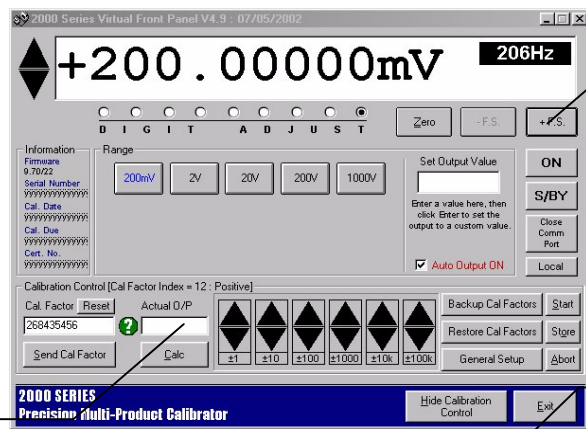 2000 Series Virtual Front Panel V4.9 : 07/05/2002
+200.00000mV
206Hz
D I G I T A D J U S T
Zero
- F.S.
+ F.S.
Information
Firmware
9.70/22
Serial Number
ÿÿÿÿÿÿÿÿÿÿÿÿ
Cal. Date
ÿÿÿÿÿÿÿÿÿÿÿÿ
Cal. Due
ÿÿÿÿÿÿÿÿÿÿÿÿ
Cert. No.
ÿÿÿÿÿÿÿÿÿÿÿÿ
Range
200mV
2V
20V
200V
1000V
Set Output Value
Enter a value here, then
click Enter to set the
output to a custom value.
Auto Output ON
ON
S/BY
Close
Comm
Port
Local
Calibration Control [Cal Factor Index = 12 : Positive]
Cal. Factor
Reset
Actual O/P
268435456
?
Send Cal Factor
Calc
±1
±10
±100
±1000
±10k
±100k
Backup Cal Factors
Start
Restore Cal Factors
Store
General Setup
Abort
2000 SERIES
Precision Multi-Product Calibrator
Hide Calibration
Control
Exit